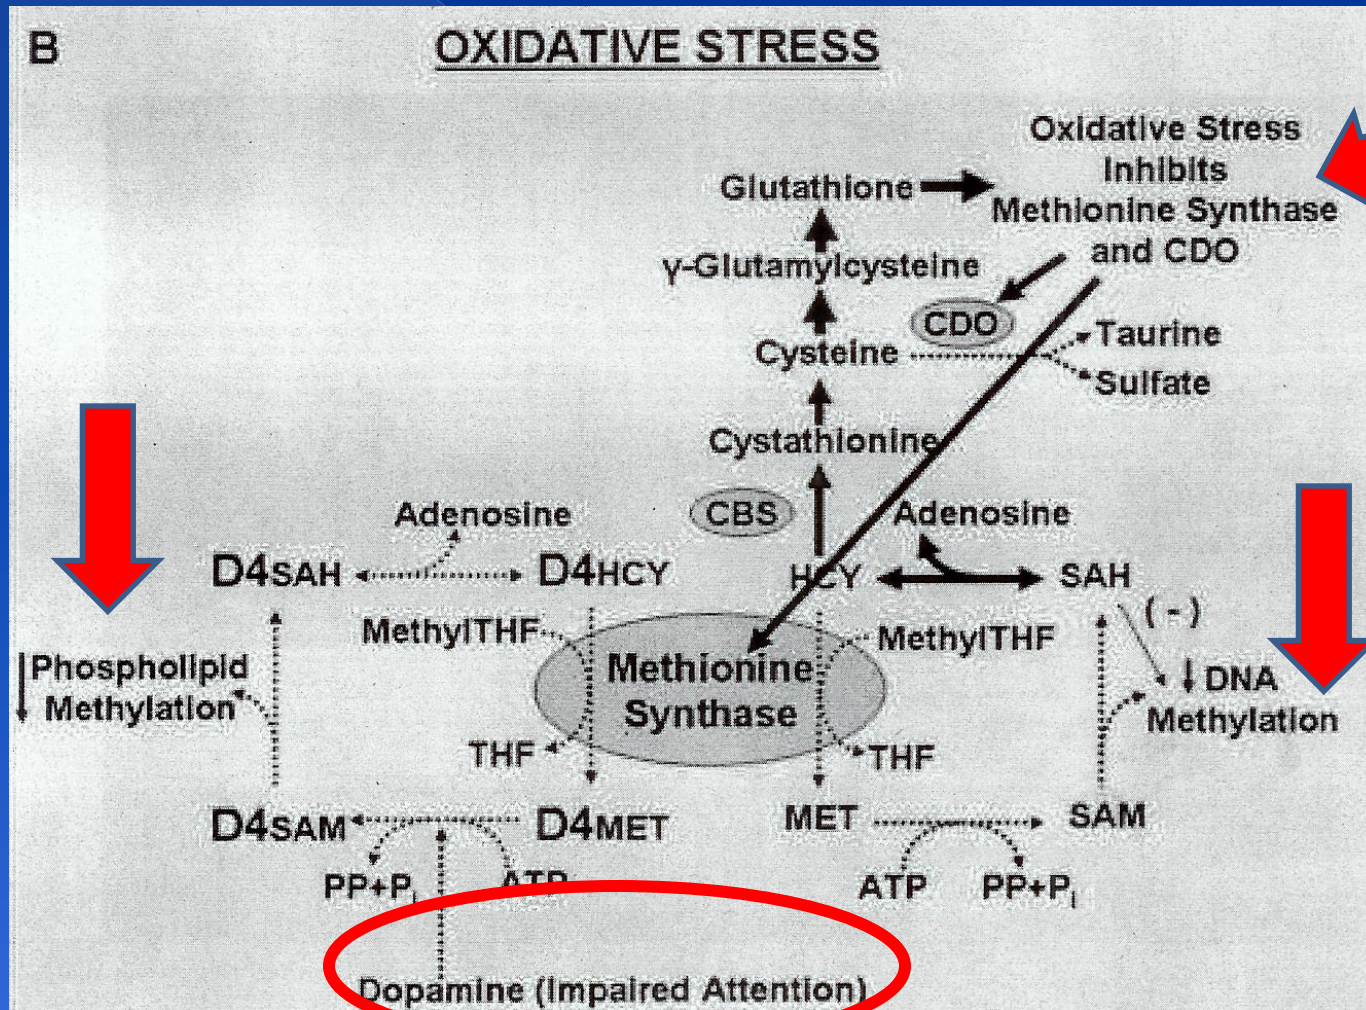 B
OXIDATIVE STRESS
Oxidative Stress
Inhibits
Methionine Synthase
and CDO
Glutathione
γ-Glutamylcysteine
CDO
Cysteine
Taurine
Sulfate
Cystathionine
CBS
Adenosine
Adenosine
D4SAH
D4HCY
HCY
SAH
(-)
MethylTHF
MethylTHF
Phospholipid
Methylation
Methionine
Synthase
DNA
Methylation
THF
THF
D4SAM
D4MET
MET
SAM
PP+Pi
ATP
ATP
PP+Pi
Dopamine (Impaired Attention)